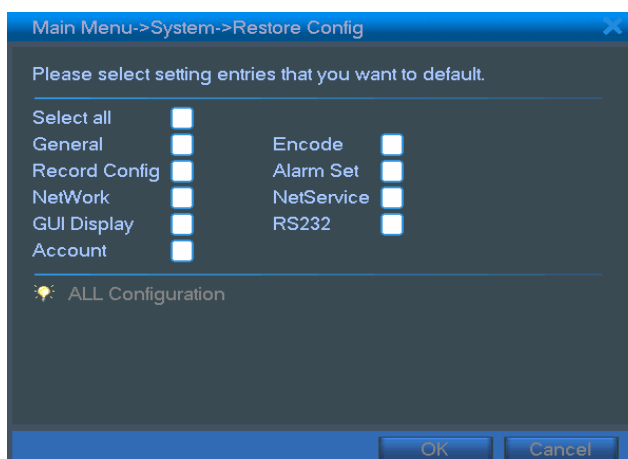 Main Menu->System->Restore Config
Please select setting entries that you want to default.
Select all
General Encode
Record Config Alarm Set
NetWork NetService
GUI Display RS232
Account
ALL Configuration
OK Cancel